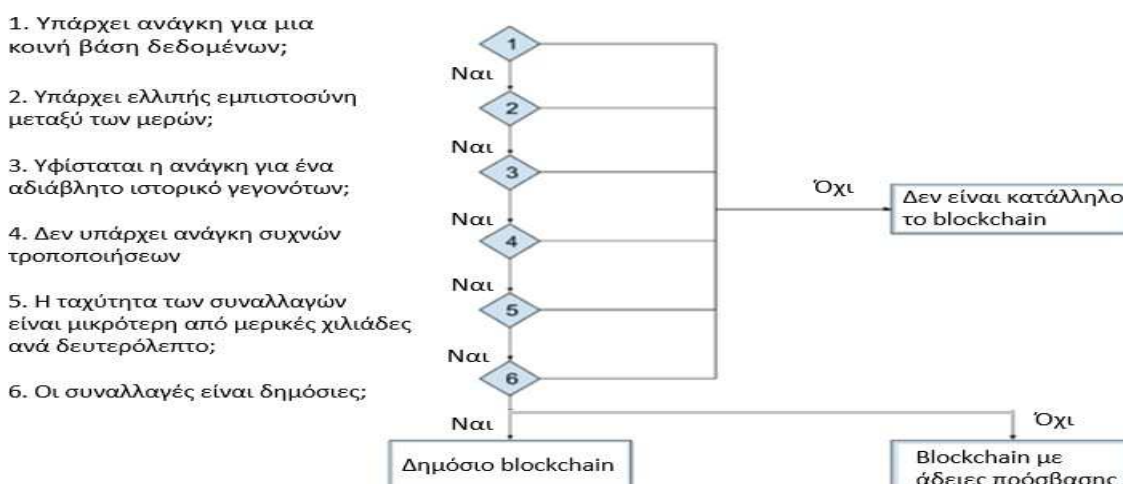 1. Υπάρχει ανάγκη για μια
κοινή βάση δεδομένων;
2. Υπάρχει ελλιπής εμπιστοσύνη
μεταξύ των μερών;
3. Υφίσταται η ανάγκη για ένα
αδιάβλητο ιστορικό γεγονότων;
4. Δεν υπάρχει ανάγκη συχνών
τροποποιήσεων
5. Η ταχύτητα των συναλλαγών
είναι μικρότερη από μερικές χιλιάδες
ανά δευτερόλεπτο;
6. Οι συναλλαγές είναι δημόσιες;
1
Ναι
2
Ναι
3
Ναι
4
Ναι
5
Ναι
6
Ναι
Όχι
Δεν είναι κατάλληλο
το blockchain
Όχι
Δημόσιο blockchain
Blockchain με
άδειες πρόσβασης